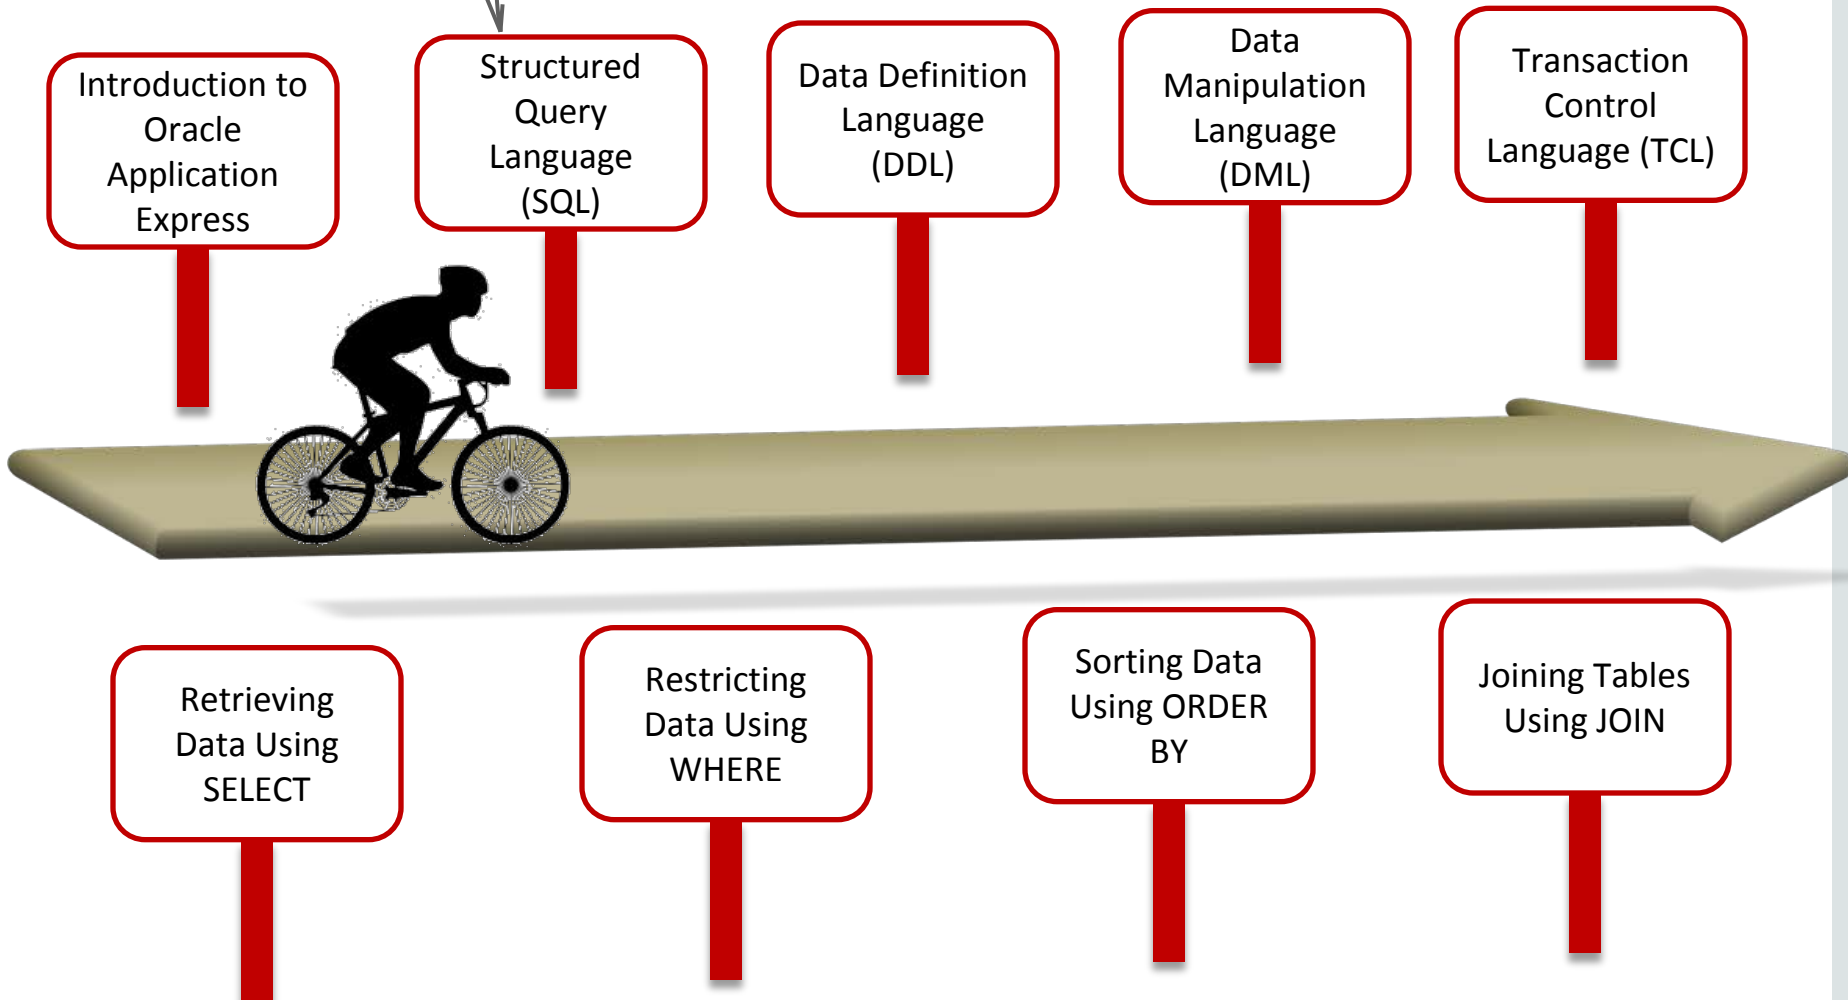 Introduction to
Oracle
Application
Express
Structured
Query
Language
(SQL)
Data Definition
Language
(DDL)
Data
Manipulation
Language
(DML)
Transaction
Control
Language (TCL)
Retrieving
Data Using
SELECT
Restricting
Data Using
WHERE
Sorting Data
Using ORDER
BY
Joining Tables
Using JOIN